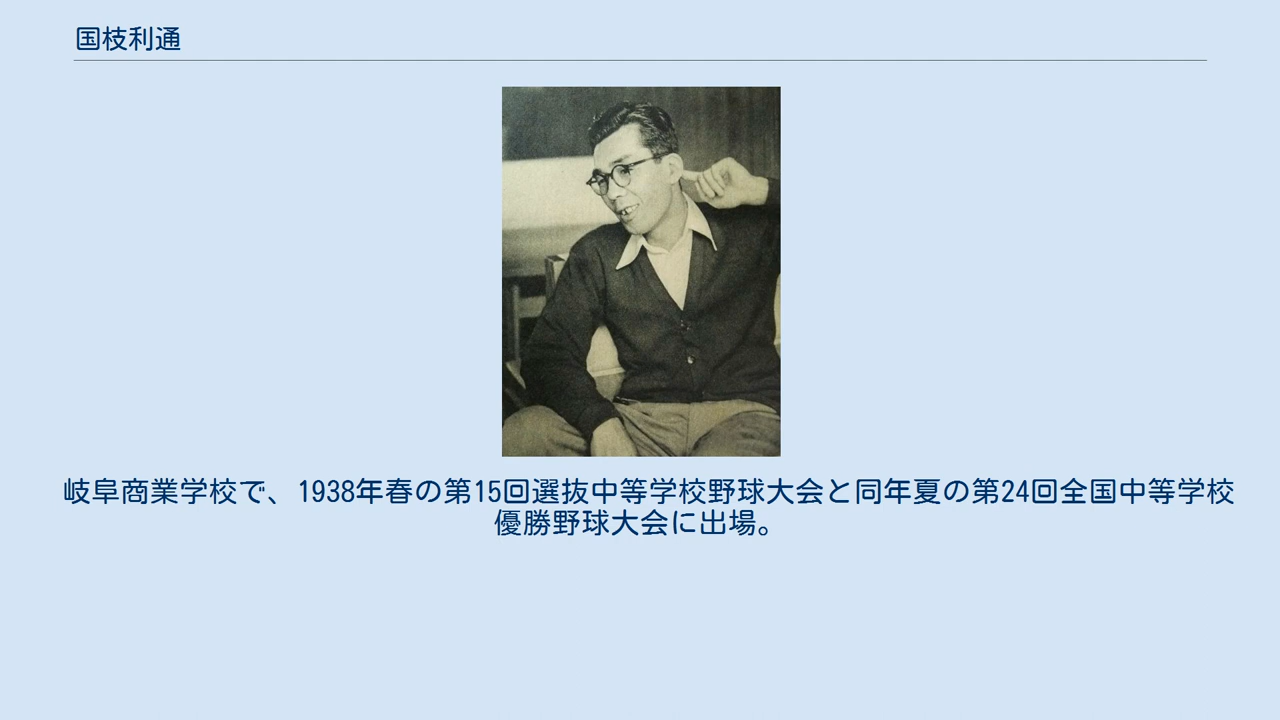 国枝利通
岐阜商業学校で、1938年春の第15回選抜中等学校野球大会と同年夏の第24回全国中等学校
優勝野球大会に出場。